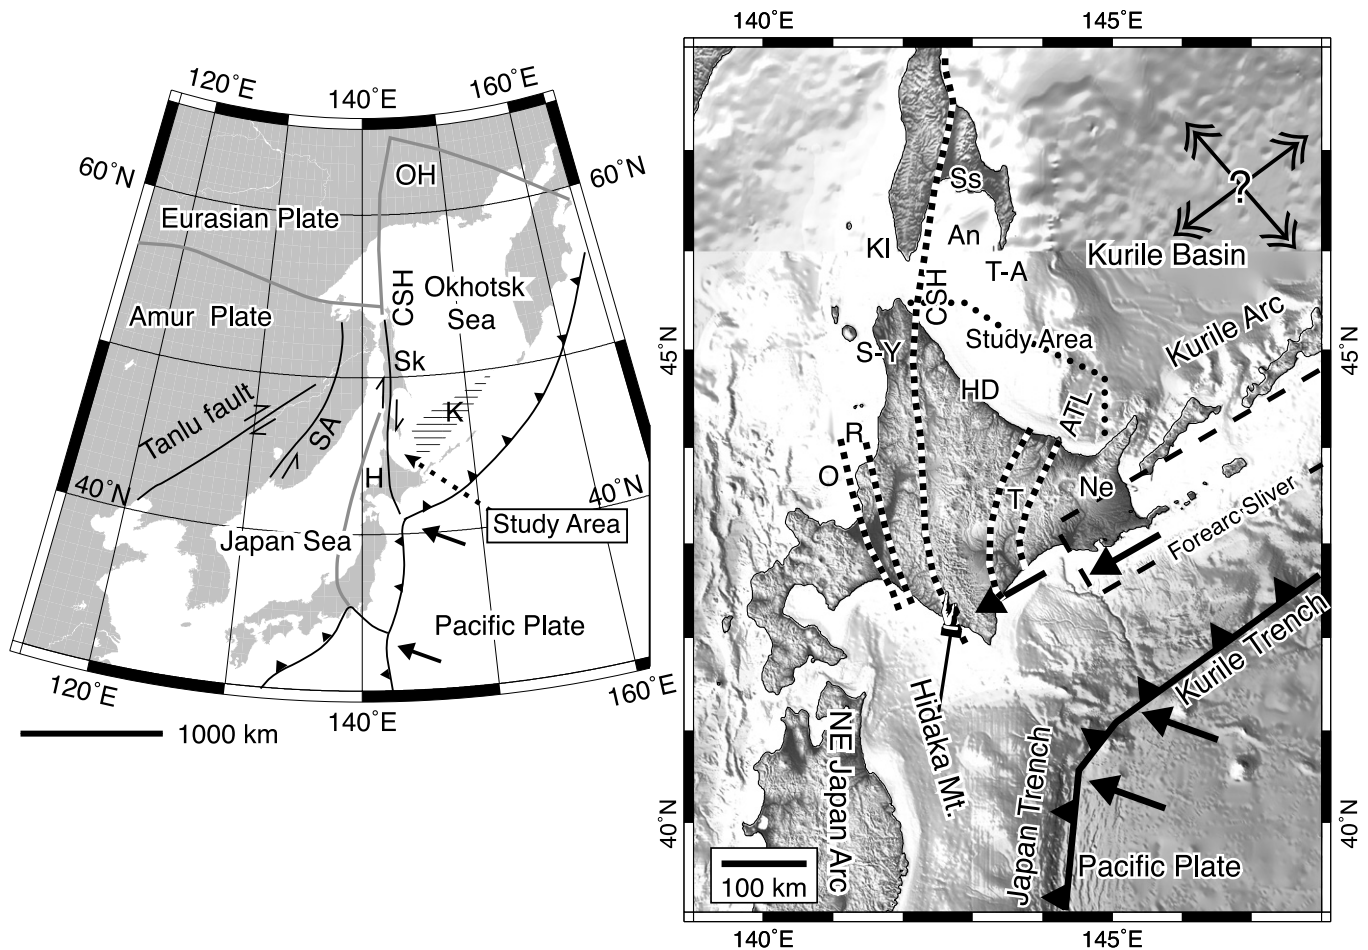 120°E
140°E
160°E
60°N
60°N
OH
Eurasian Plate
CSH
Okhotsk
Sea
Amur Plate
Sk
45°N
K
Tanlu fault
SA
H
40°N
40°N
Study Area
Japan Sea
Pacific Plate
120°E
140°E
160°E
1000 km
140°E
145°E
Ss
?
An
KI
T-A
Kurile Basin
CSH
Kurile Arc
Study Area
S-Y
45°N
45°N
HD
ATL
R
O
T
Ne
Forearc Sliver
Kurile Trench
Hidaka Mt.
NE Japan Arc
Japan Trench
40°N
40°N
Pacific Plate
100 km
140°E
145°E